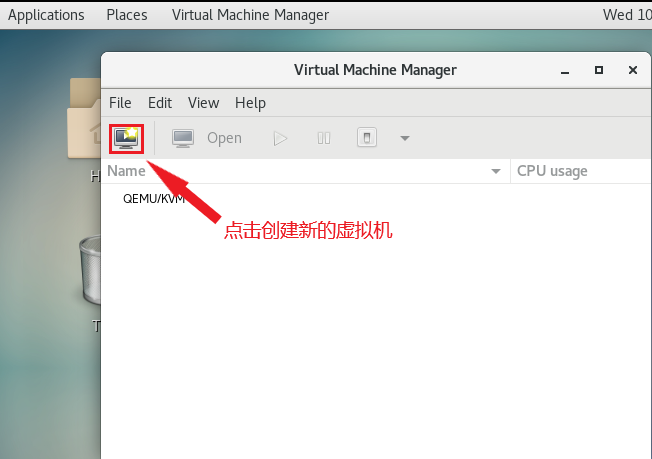 Applications Places Virtual Machine Manager Wed 10
Virtual Machine Manager
File Edit View Help
Open
Name CPU usage
QEMU/KVM
点击创建新的虚拟机